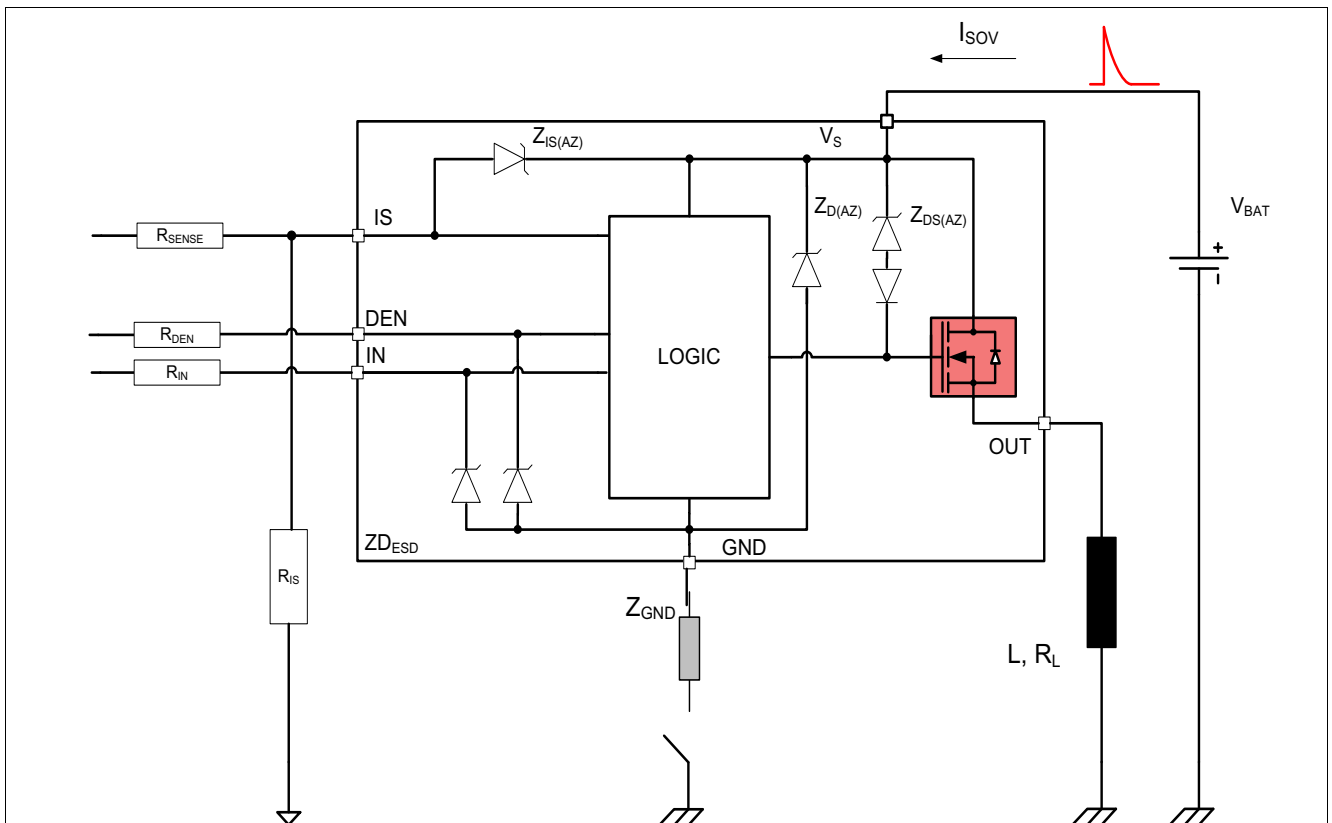 I_SOV
Z_IS(AZ)
V_S
Z_D(AZ)
Z_DS(AZ)
V_BAT
+
-
IS
R_SENSE
DEN
R_DEN
IN
R_IN
LOGIC
OUT
ZD_ESD
GND
R_IS
Z_GND
L, R_L